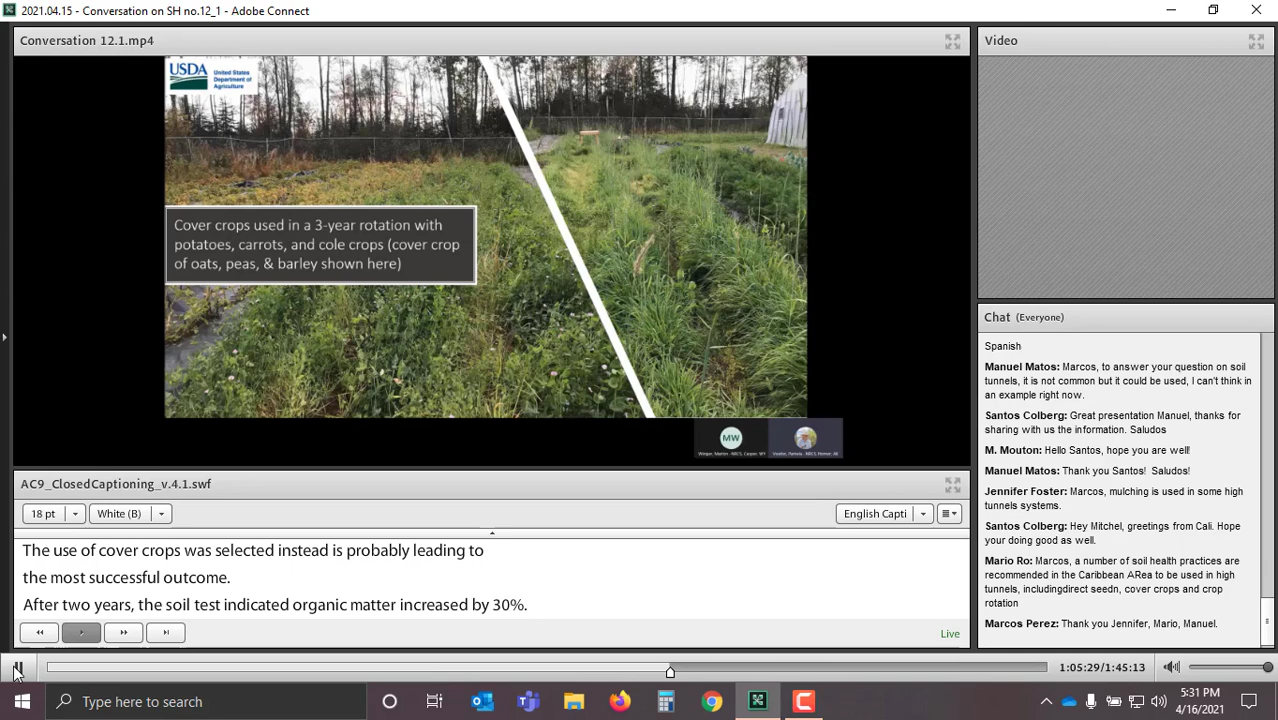 2021.04.15 - Conversation on SH no.12_1 - Adobe Connect
Conversation 12.1.mp4
USDA
United States
Department of
Agriculture
Cover crops used in a 3-year rotation with
potatoes, carrots, and cole crops (cover crop
of oats, peas, & barley shown here)
MW
AC9_ClosedCaptioning_v.4.1.swf
18 pt
White (B)
English Capti
The use of cover crops was selected instead is probably leading to
the most successful outcome.
After two years, the soil test indicated organic matter increased by 30%.
Live
Video
Chat (Everyone)
Spanish
Manuel Matos: Marcos, to answer your question on soil
tunnels, it is not common but it could be used, I can't think in
an example right now.
Santos Colberg: Great presentation Manuel, thanks for
sharing with us the information. Saludos
M. Mouton: Hello Santos, hope you are well!
Manuel Matos: Thank you Santos! Saludos!
Jennifer Foster: Marcos, mulching is used in some high
tunnels systems.
Santos Colberg: Hey Mitchel, greetings from Cali. Hope
your doing good as well.
Mario Ro: Marcos, a number of soil health practices are
recommended in the Caribbean ARea to be used in high
tunnels, includingdirect seedn, cover crops and crop
rotation
Marcos Perez: Thank you Jennifer, Mario, Manuel.
1:05:29/1:45:13
Type here to search
5:31 PM
4/16/2021